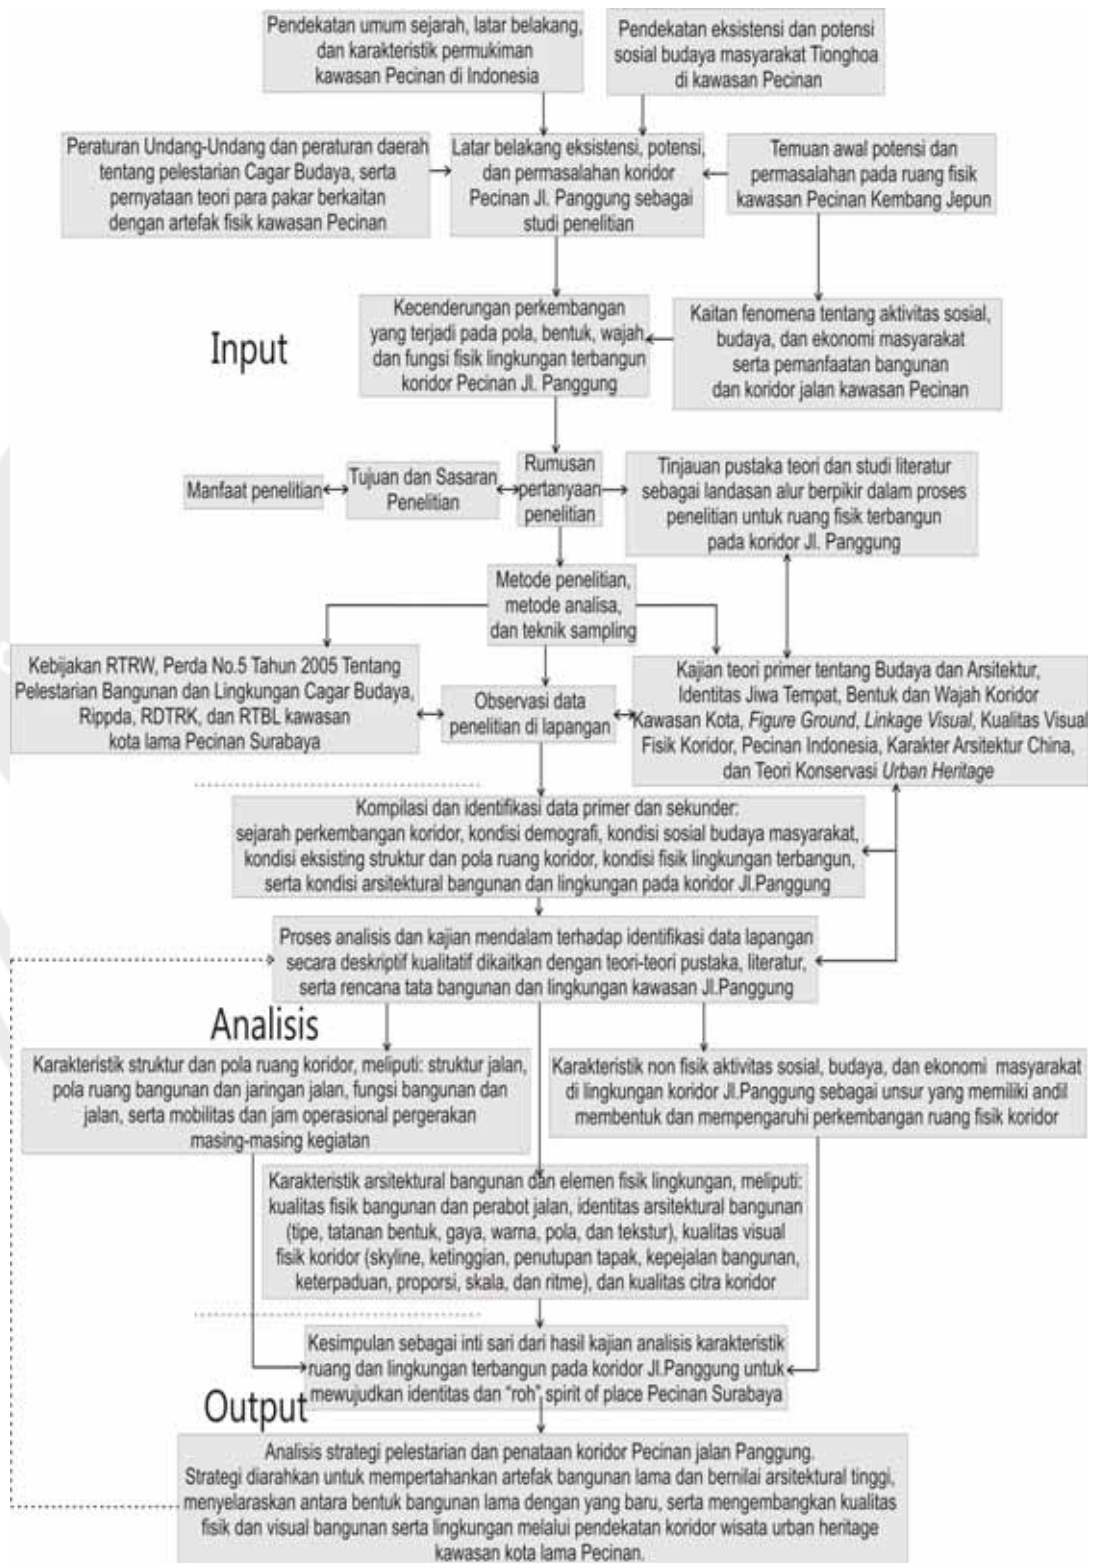 Pendekatan umum sejarah, latar belakang,
dan karakteristik permukiman
kawasan Pecinan di Indonesia
Pendekatan eksistensi dan potensi
sosial budaya masyarakat Tionghoa
di kawasan Pecinan
Peraturan Undang-Undang dan peraturan daerah
tentang pelestarian Cagar Budaya, serta
pernyataan teori para pakar berkaitan
dengan artefak fisik kawasan Pecinan
Latar belakang eksistensi, potensi,
dan permasalahan koridor
Pecinan Jl. Panggung sebagai
studi penelitian
Temuan awal potensi dan
permasalahan pada ruang fisik
kawasan Pecinan Kembang Jepun
Input
Kecenderungan perkembangan
yang terjadi pada pola, bentuk, wajah
dan fungsi fisik lingkungan terbangun
koridor Pecinan Jl. Panggung
Kaitan fenomena tentang aktivitas sosial,
budaya, dan ekonomi masyarakat
serta pemanfaatan bangunan
dan koridor jalan kawasan Pecinan
Manfaat penelitian
Tujuan dan Sasaran
Penelitian
Rumusan
pertanyaan
penelitian
Tinjauan pustaka teori dan studi literatur
sebagai landasan alur berpikir dalam proses
penelitian untuk ruang fisik terbangun
pada koridor Jl. Panggung
Metode penelitian,
metode analisa,
dan teknik sampling
Kebijakan RTRW, Perda No.5 Tahun 2005 Tentang
Pelestarian Bangunan dan Lingkungan Cagar Budaya,
Rippda, RDTRK, dan RTBL kawasan
kota lama Pecinan Surabaya
Observasi data
penelitian di lapangan
Kajian teori primer tentang Budaya dan Arsitektur,
Identitas Jiwa Tempat, Bentuk dan Wajah Koridor
Kawasan Kota, Figure Ground, Linkage Visual, Kualitas Visual
Fisik Koridor, Pecinan Indonesia, Karakter Arsitektur China,
dan Teori Konservasi Urban Heritage
Kompilasi dan identifikasi data primer dan sekunder:
sejarah perkembangan koridor, kondisi demografi, kondisi sosial budaya masyarakat,
kondisi eksisting struktur dan pola ruang koridor, kondisi fisik lingkungan terbangun,
serta kondisi arsitektural bangunan dan lingkungan pada koridor Jl.Panggung
Proses analisis dan kajian mendalam terhadap identifikasi data lapangan
secara deskriptif kualitatif dikaitkan dengan teori-teori pustaka, literatur,
serta rencana tata bangunan dan lingkungan kawasan Jl.Panggung
Analisis
Karakteristik struktur dan pola ruang koridor, meliputi: struktur jalan,
pola ruang bangunan dan jaringan jalan, fungsi bangunan dan
jalan, serta mobilitas dan jam operasional pergerakan
masing-masing kegiatan
Karakteristik non fisik aktivitas sosial, budaya, dan ekonomi masyarakat
di lingkungan koridor Jl.Panggung sebagai unsur yang memiliki andil
membentuk dan mempengaruhi perkembangan ruang fisik koridor
Karakteristik arsitektural bangunan dan elemen fisik lingkungan, meliputi:
kualitas fisik bangunan dan perabot jalan, identitas arsitektural bangunan
(tipe, tatanan bentuk, gaya, warna, pola, dan tekstur), kualitas visual
fisik koridor (skyline, ketinggian, penutupan tapak, kepejalan bangunan,
keterpaduan, proporsi, skala, dan ritme), dan kualitas citra koridor
Kesimpulan sebagai inti sari dari hasil kajian analisis karakteristik
ruang dan lingkungan terbangun pada koridor Jl.Panggung untuk
mewujudkan identitas dan "roh" spirit of place Pecinan Surabaya
Output
Analisis strategi pelestarian dan penataan koridor Pecinan jalan Panggung.
Strategi diarahkan untuk mempertahankan artefak bangunan lama dan bernilai arsitektural tinggi,
menyelaraskan antara bentuk bangunan lama dengan yang baru, serta mengembangkan kualitas
fisik dan visual bangunan serta lingkungan melalui pendekatan koridor wisata urban heritage
kawasan kota lama Pecinan.